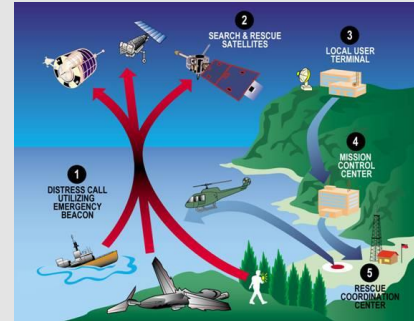 1
DISTRESS CALL
UTILIZING
EMERGENCY
BEACON
2
SEARCH & RESCUE
SATELLITES
3
LOCAL USER
TERMINAL
4
MISSION
CONTROL
CENTER
5
RESCUE
COORDINATION
CENTER